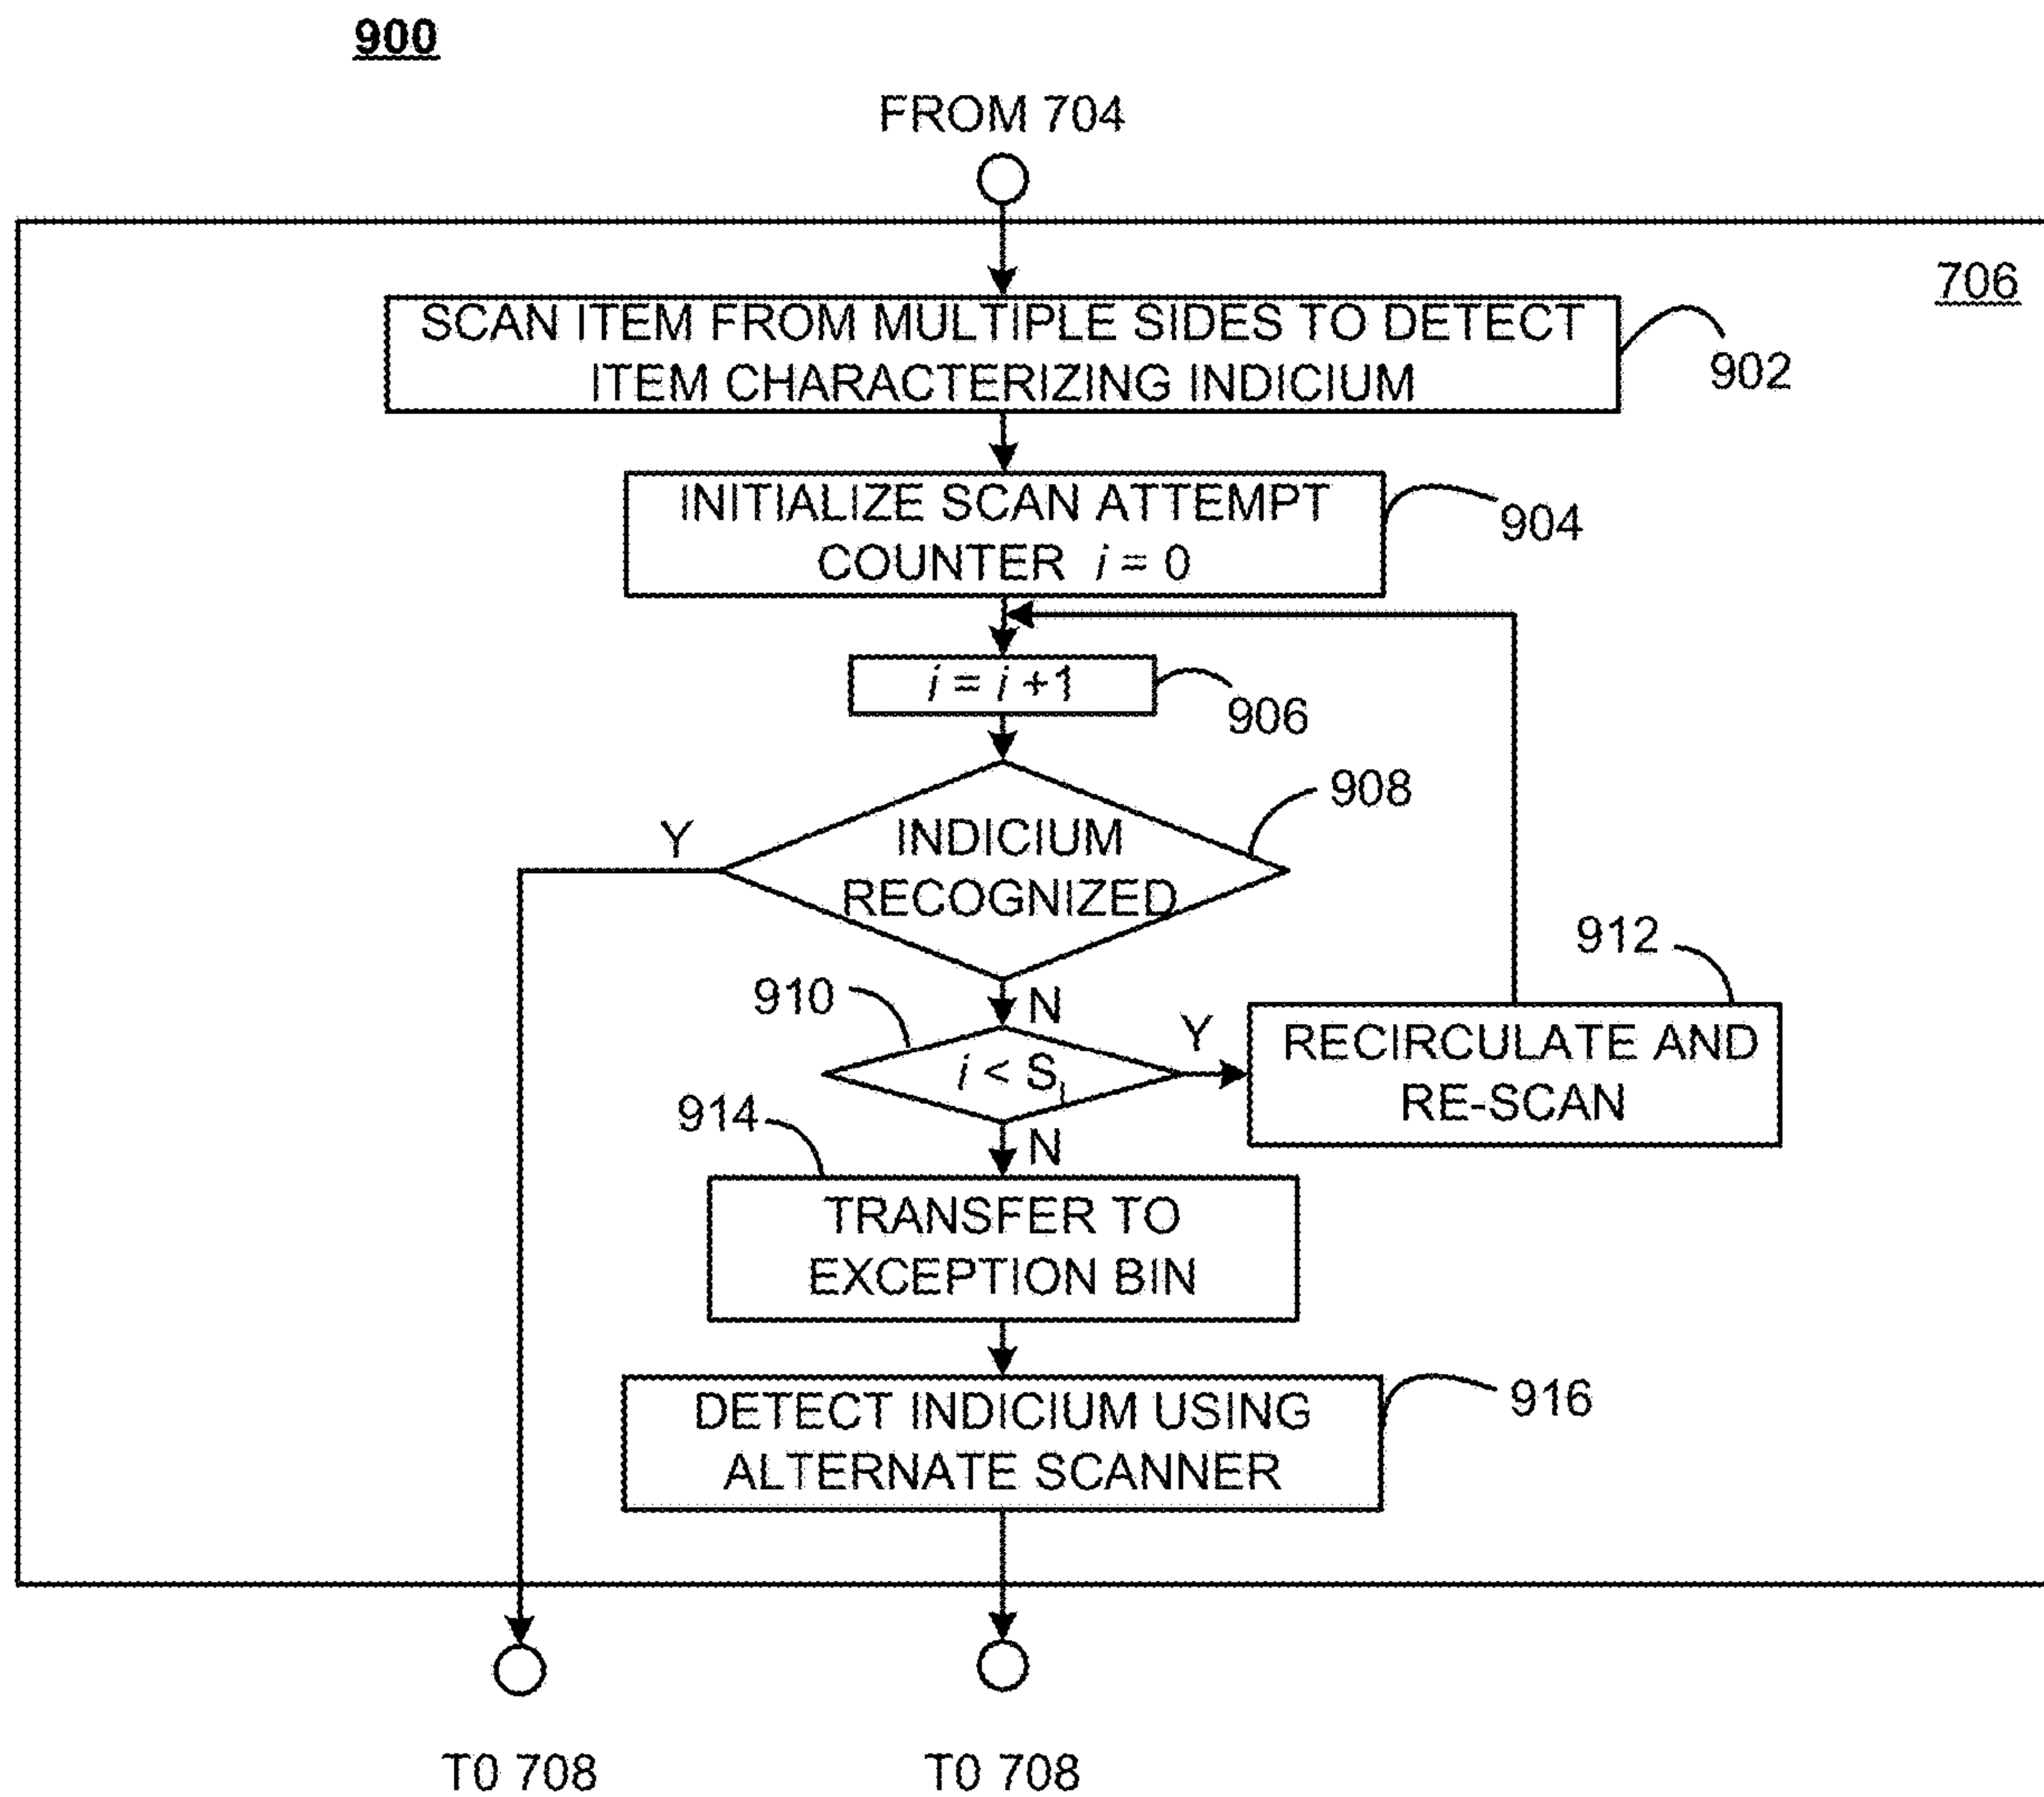 900
FROM 704
706
SCAN ITEM FROM MULTIPLE SIDES TO DETECT
ITEM CHARACTERIZING INDICIUM
902
INITIALIZE SCAN ATTEMPT
COUNTER i = 0
904
i = i +1
906
908
Y
INDICIUM
RECOGNIZED
912
910
N
Y
i < S
RECIRCULATE AND
RE-SCAN
914
N
TRANSFER TO
EXCEPTION BIN
DETECT INDICIUM USING
ALTERNATE SCANNER
916
T0 708
T0 708